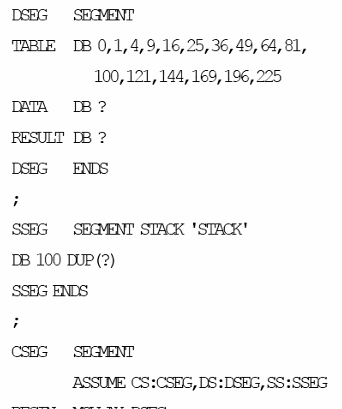 DSEG SEGMENT
TABLE DB 0,1,4,9,16,25,36,49,64,81,
100,121,144,169,196,225
DATA DB ?
RESULT DB ?
DSEG ENDS
;
SSEG SEGMENT STACK 'STACK'
DB 100 DUP(?)
SSEG ENDS
;
CSEG SEGMENT
ASSUME CS:CSEG,DS:DSEG,SS:SSEG